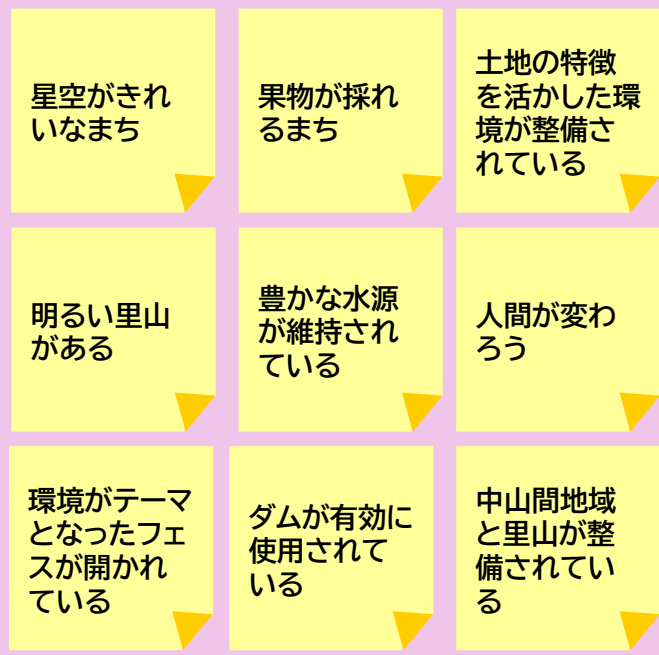 星空がきれ
いなまち
果物が採れ
るまち
土地の特徴
を活かした環
境が整備さ
れている
明るい里山
がある
豊かな水源
が維持され
ている
人間が変わ
ろう
環境がテーマ
となったフェ
スが開かれ
ている
ダムが有効に
使用されて
いる
中山間地域
と里山が整
備されてい
る